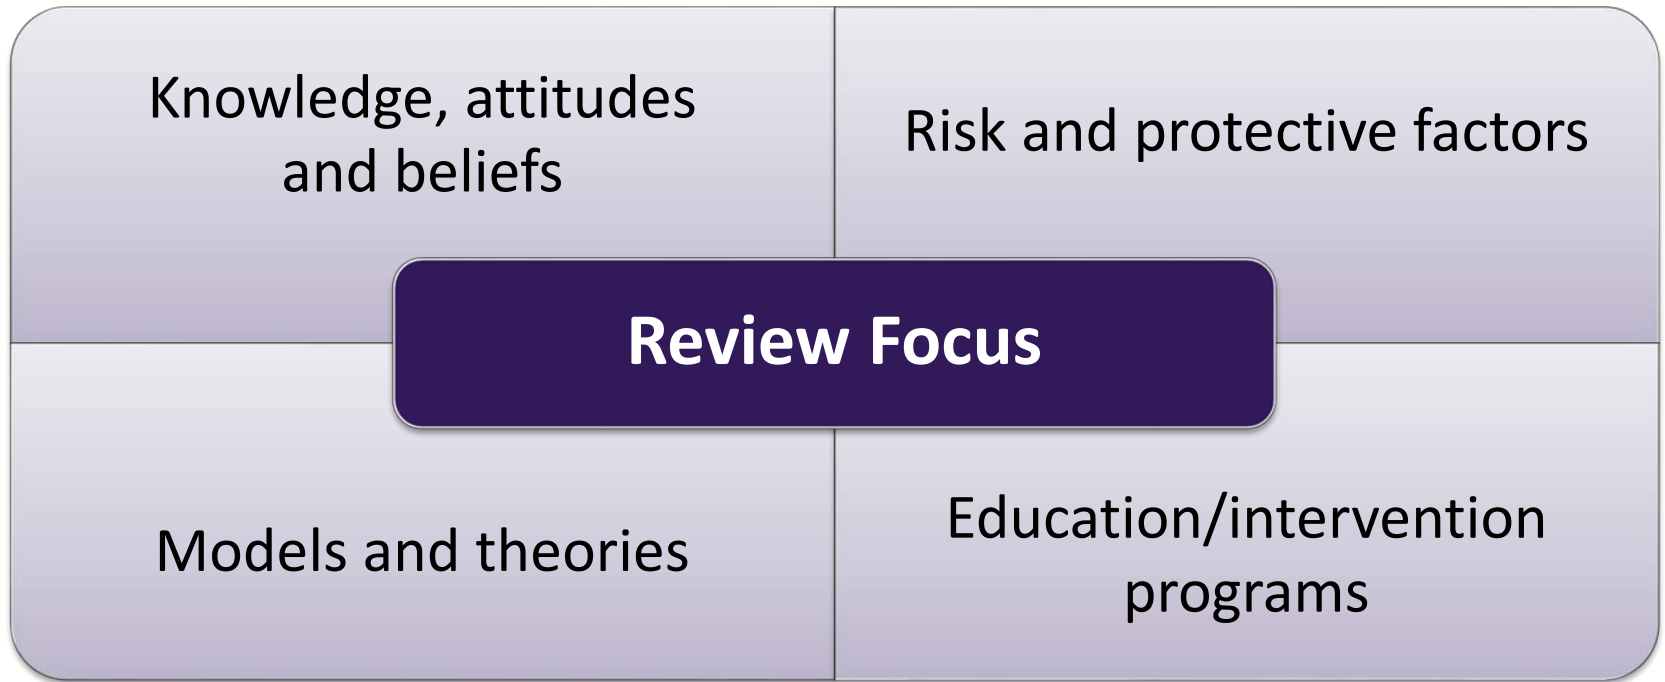 Knowledge, attitudes
and beliefs
Risk and protective factors
Review Focus
Models and theories
Education/intervention
programs